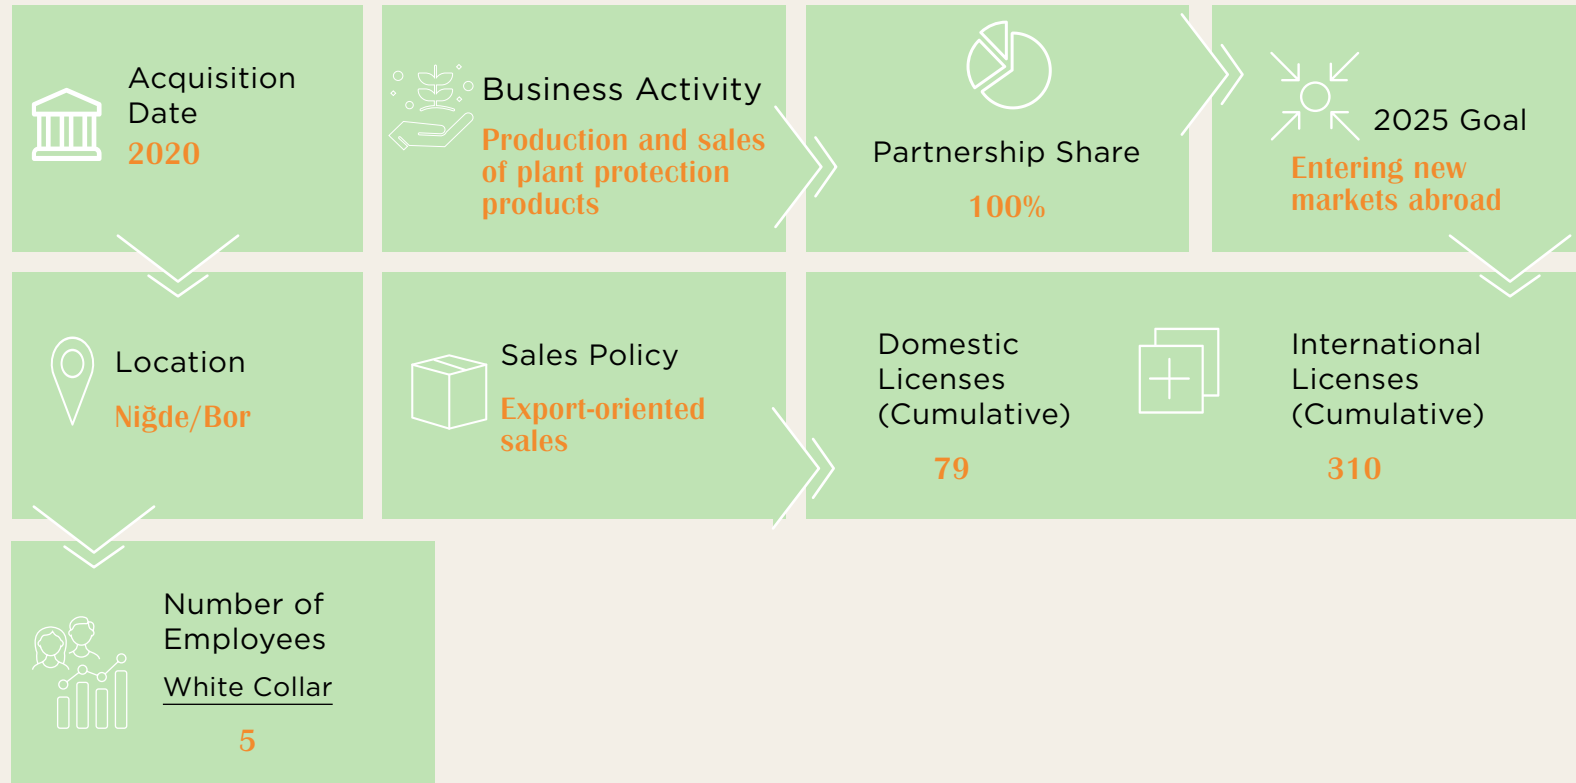 Acquisition
Date
2020
Business Activity
Production and sales
of plant protection
products
Partnership Share
100%
2025 Goal
Entering new
markets abroad
Location
Niğde/Bor
Sales Policy
Export-oriented
sales
Domestic
Licenses
(Cumulative)
79
International
Licenses
(Cumulative)
310
Number of
Employees
White Collar
5